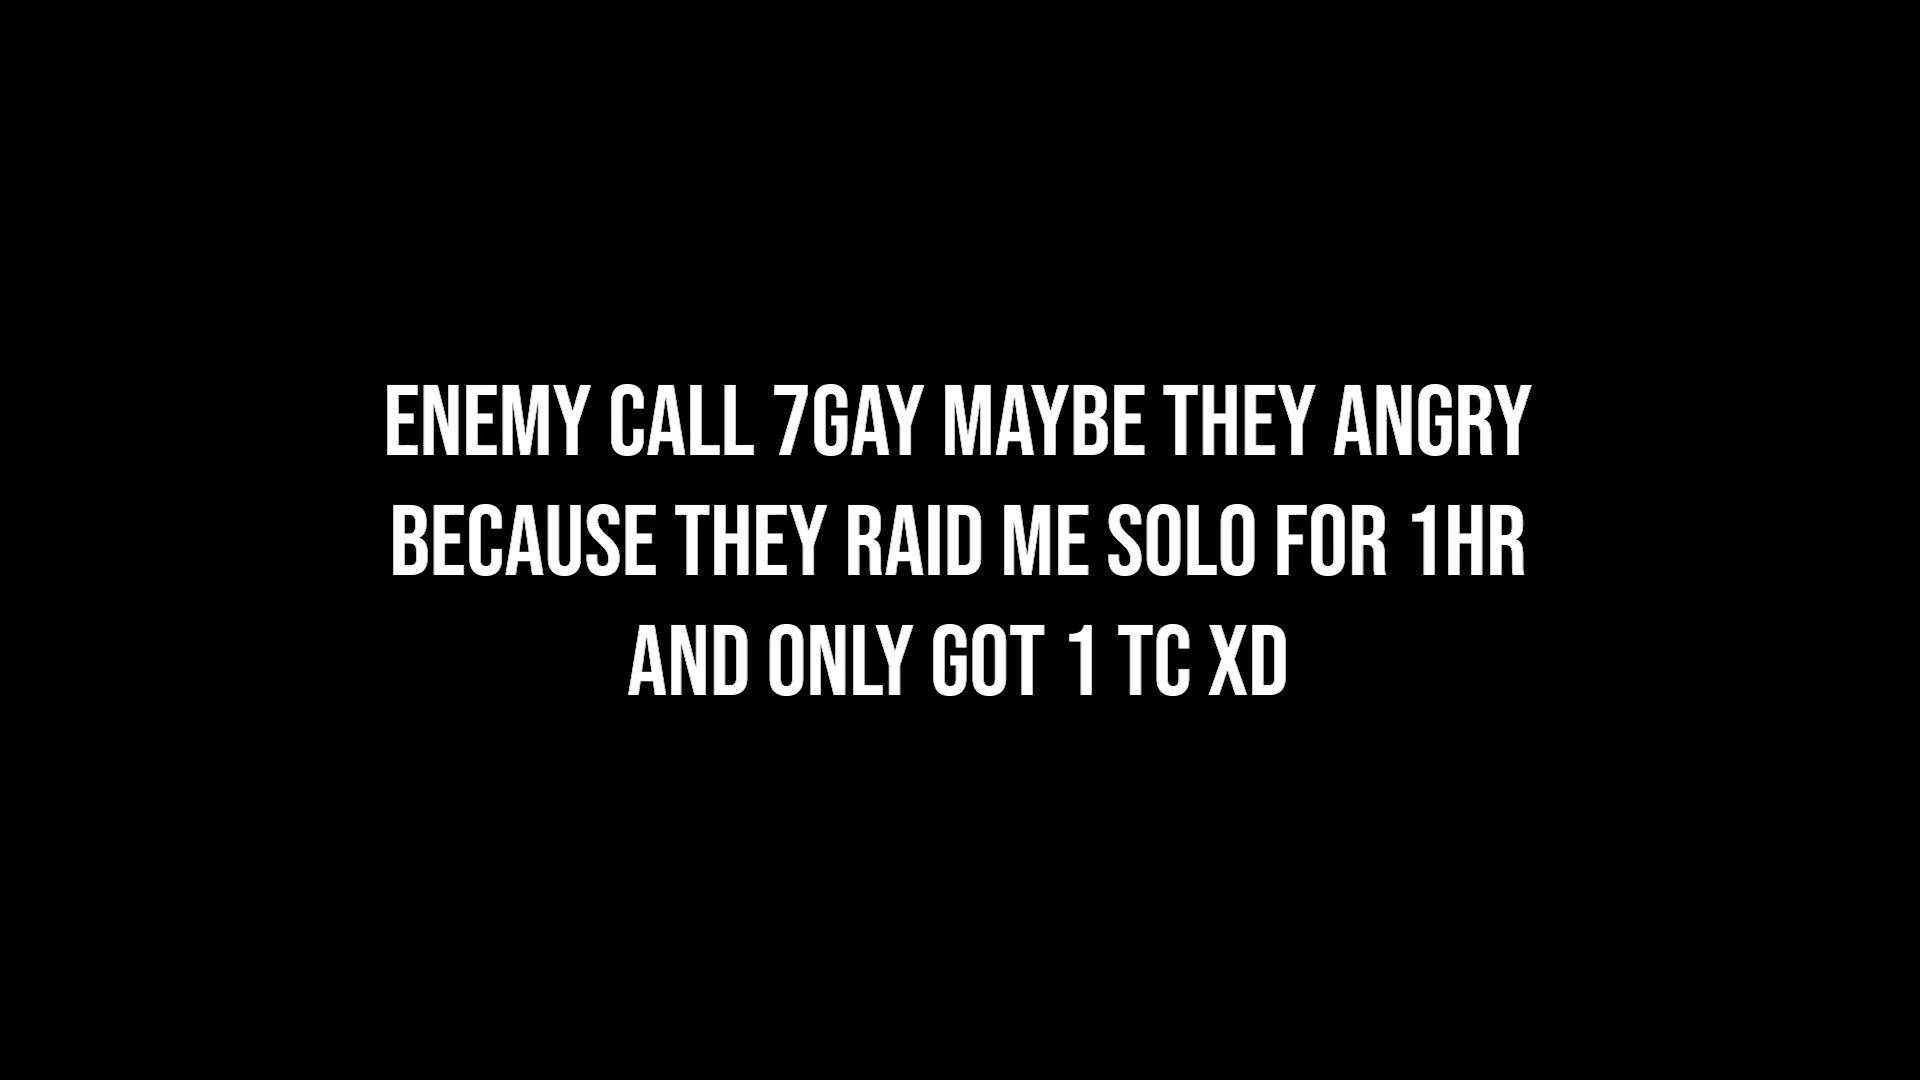 ENEMY CALL 7GAY MAYBE THEY ANGRY
BECAUSE THEY RAID ME SOLO FOR 1HR
AND ONLY GOT 1 TC XD